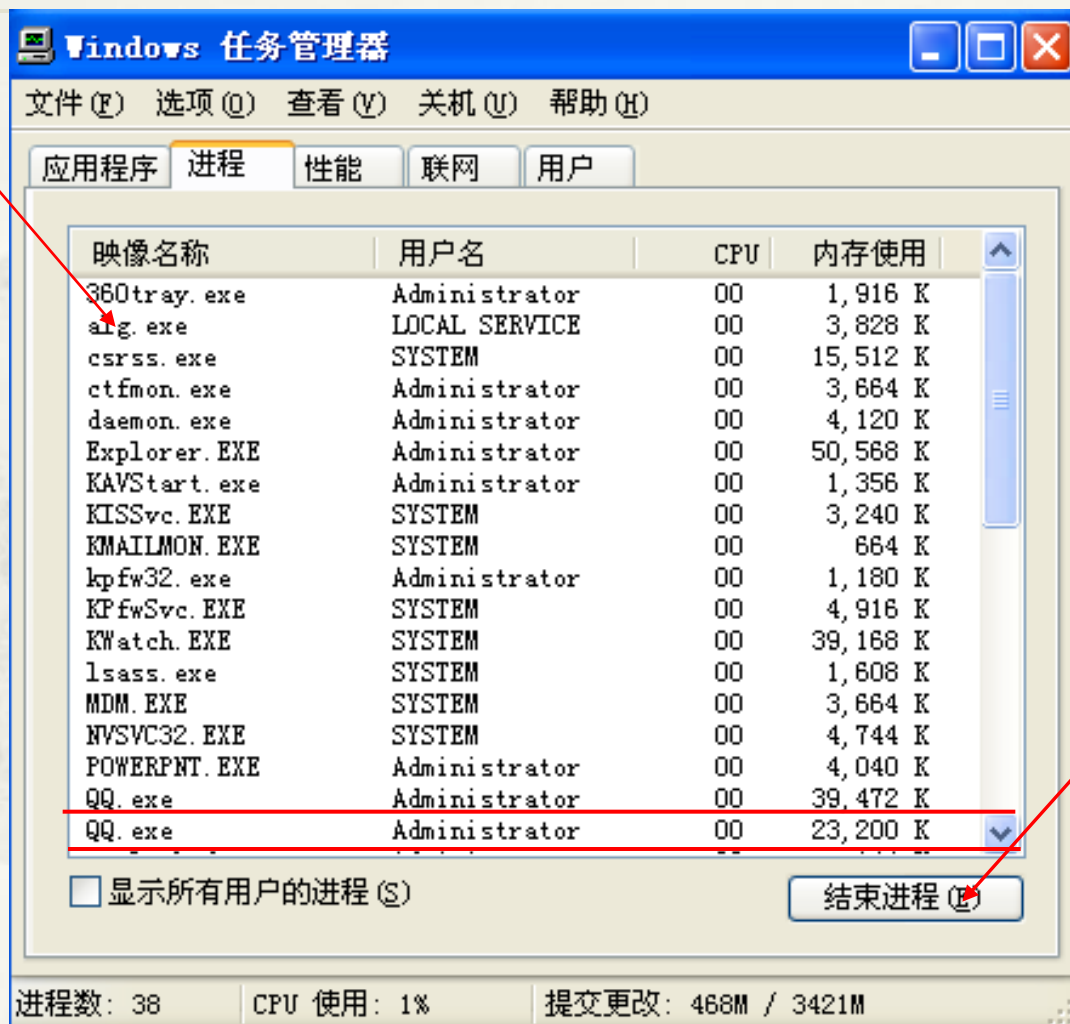 Windows 任务管理器
文件(F) 选项(O) 查看(V) 关机(U) 帮助(H)
应用程序 进程 性能 联网 用户
映像名称 用户名 CPU 内存使用
360tray.exe Administrator 00 1,916 K
alg.exe LOCAL SERVICE 00 3,828 K
csrss.exe SYSTEM 00 15,512 K
ctfmon.exe Administrator 00 3,664 K
daemon.exe Administrator 00 4,120 K
Explorer.EXE Administrator 00 50,568 K
KAVStart.exe Administrator 00 1,356 K
KISSvc.EXE SYSTEM 00 3,240 K
KMAILMON.EXE SYSTEM 00 664 K
kpfw32.exe Administrator 00 1,180 K
KPfwSvc.EXE SYSTEM 00 4,916 K
KWatch.EXE SYSTEM 00 39,168 K
lsass.exe SYSTEM 00 1,608 K
MDM.EXE SYSTEM 00 3,664 K
NVSVC32.EXE SYSTEM 00 4,744 K
POWERPNT.EXE Administrator 00 4,040 K
QQ.exe Administrator 00 39,472 K
QQ.exe Administrator 00 23,200 K
显示所有用户的进程(S) 结束进程(E)
进程数: 38 CPU 使用: 1% 提交更改: 468M / 3421M